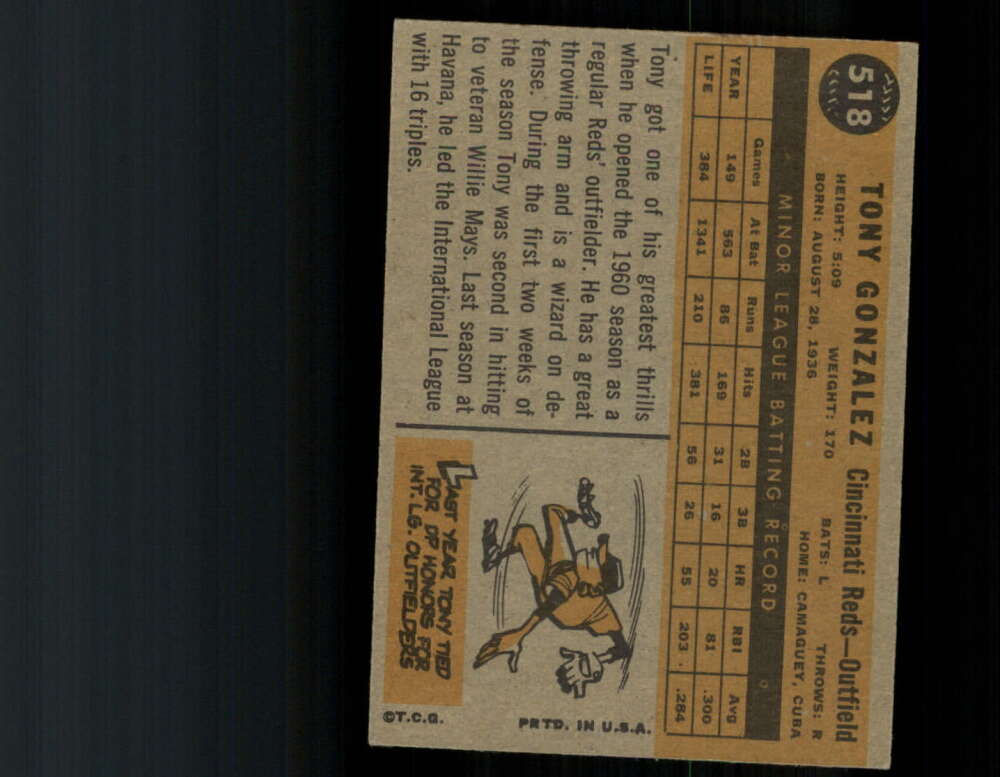 518
TONY GONZALEZ Cincinnati Reds—Outfield
HEIGHT: 5:09 WEIGHT: 170 BATS: L THROWS: R
BORN: AUGUST 28, 1936 HOME: CAMAGUEY, CUBA
MINOR LEAGUE BATTING RECORD
Games At Bat Runs Hits 2B 3B HR RBI Avg
YEAR 149 563 86 169 31 16 20 81 .300
LIFE 384 1341 210 381 56 26 55 203 .284
Tony got one of his greatest thrills
when he opened the 1960 season as a
regular Reds' outfielder. He has a great
throwing arm and is a wizard on de-
fense. During the first two weeks of
the season Tony was second in hitting
to veteran Willie Mays. Last season at
Havana, he led the International League
with 16 triples.
LAST YEAR TONY TIED
FOR DP HONORS FOR
INT. LG. OUTFIELDERS
©T.C.G. PRTD. IN U.S.A.